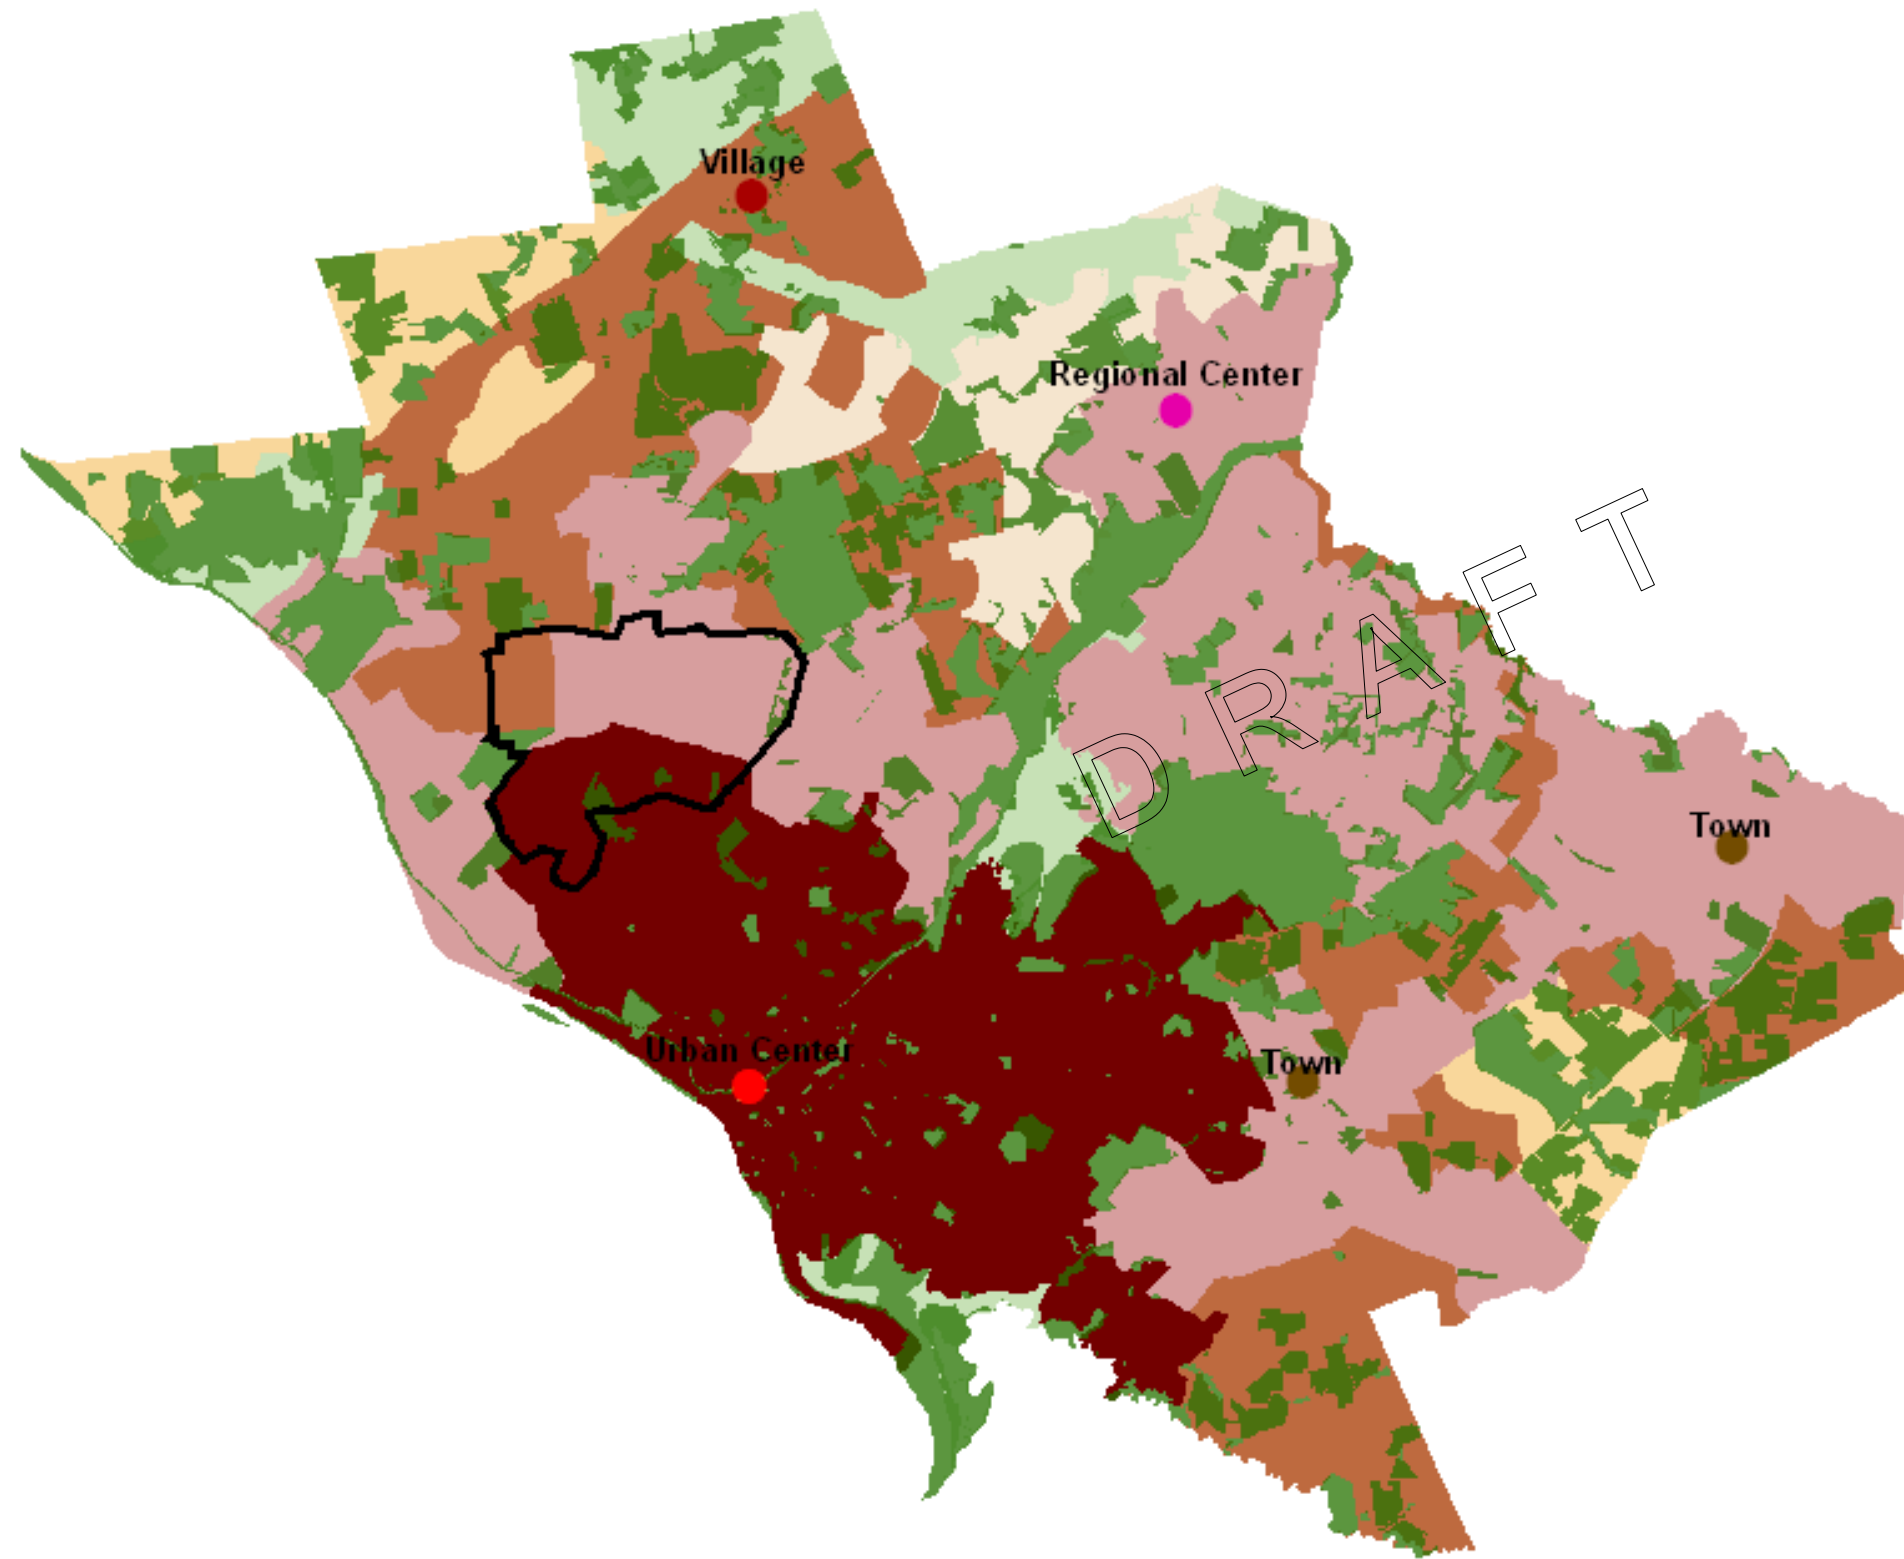 Village
Regional Center
DRAFT
Town
Urban Center
Town